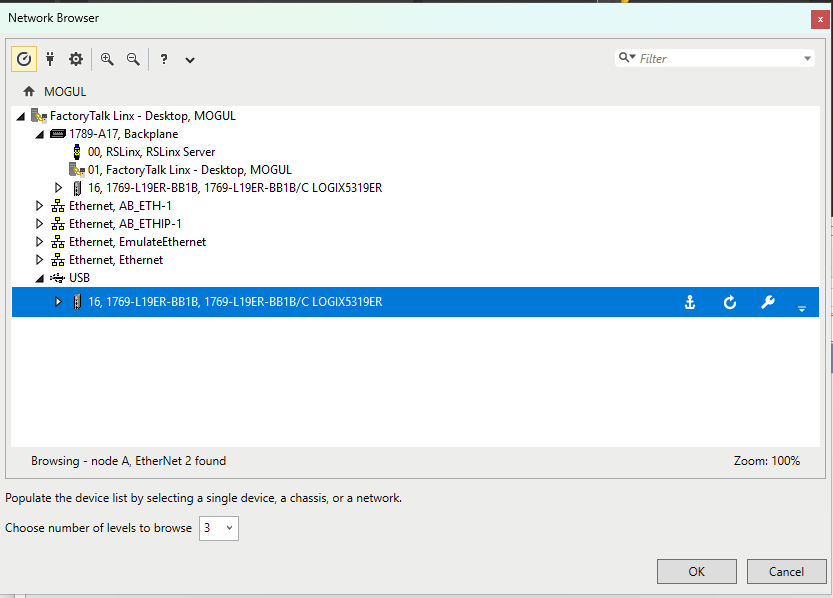 Network Browser
x
?
Filter
MOGUL
FactoryTalk Linx - Desktop, MOGUL
1789-A17, Backplane
00, RSLinx, RSLinx Server
01, FactoryTalk Linx - Desktop, MOGUL
16, 1769-L19ER-BB1B, 1769-L19ER-BB1B/C LOGIX5319ER
Ethernet, AB_ETH-1
Ethernet, AB_ETHIP-1
Ethernet, EmulateEthernet
Ethernet, Ethernet
USB
16, 1769-L19ER-BB1B, 1769-L19ER-BB1B/C LOGIX5319ER
Browsing - node A, EtherNet 2 found
Zoom: 100%
Populate the device list by selecting a single device, a chassis, or a network.
Choose number of levels to browse 3
OK Cancel